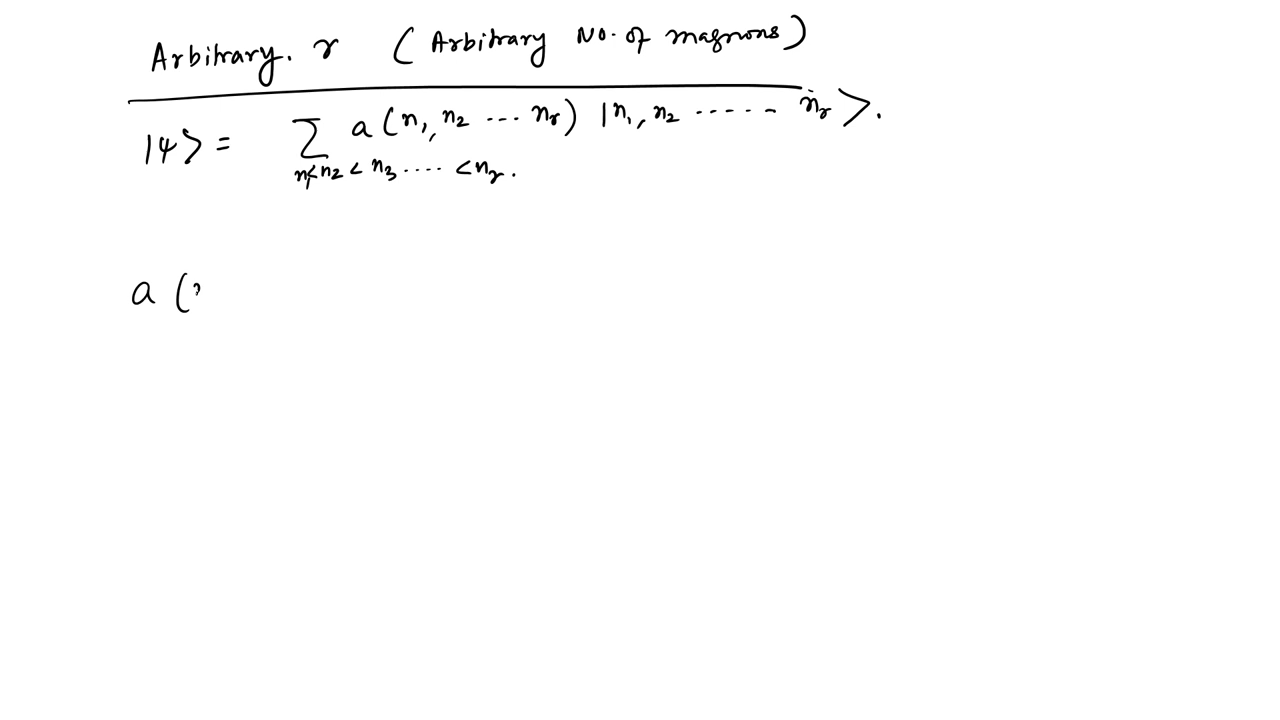 Arbitrary. r ( Arbitrary No. of magnons)
|ψ> = ∑ a (n₁, n₂ ... nᵣ) |n₁, n₂ ...... nᵣ>.
n₁<n₂ < n₃ .... <nᵣ.
a (